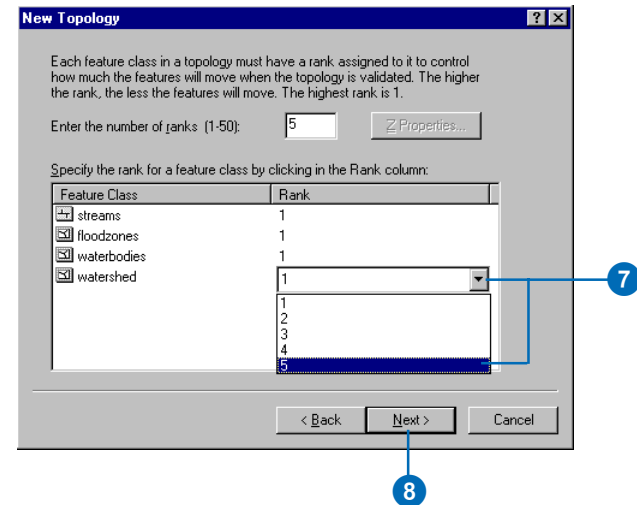 New Topology
Each feature class in a topology must have a rank assigned to it to control
how much the features will move when the topology is validated. The higher
the rank, the less the features will move. The highest rank is 1.
Enter the number of ranks (1-50): 5 Z Properties...
Specify the rank for a feature class by clicking in the Rank column:
Feature Class Rank
streams 1
floodzones 1
waterbodies 1
watershed 1
1
2
3
4
5
7
< Back Next > Cancel
8